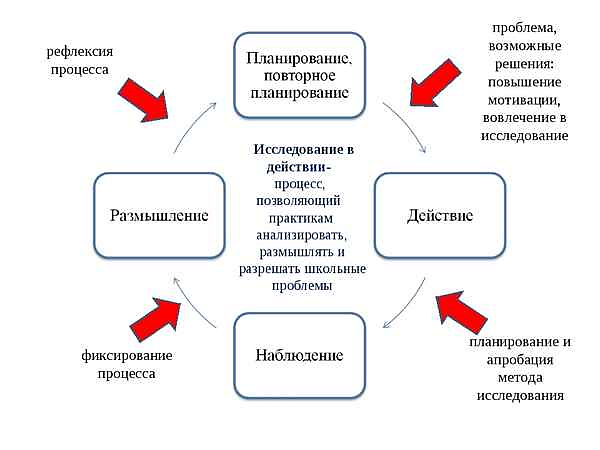 рефлексия
процесса
Планирование,
повторное
планирование
проблема,
возможные
решения:
повышение
мотивации,
вовлечение в
исследование
Размышление
Исследование в
действии-
процесс,
позволяющий
практикам
анализировать,
размышлять и
разрешать школьные
проблемы
Действие
фиксирование
процесса
Наблюдение
планирование и
апробация
метода
исследования